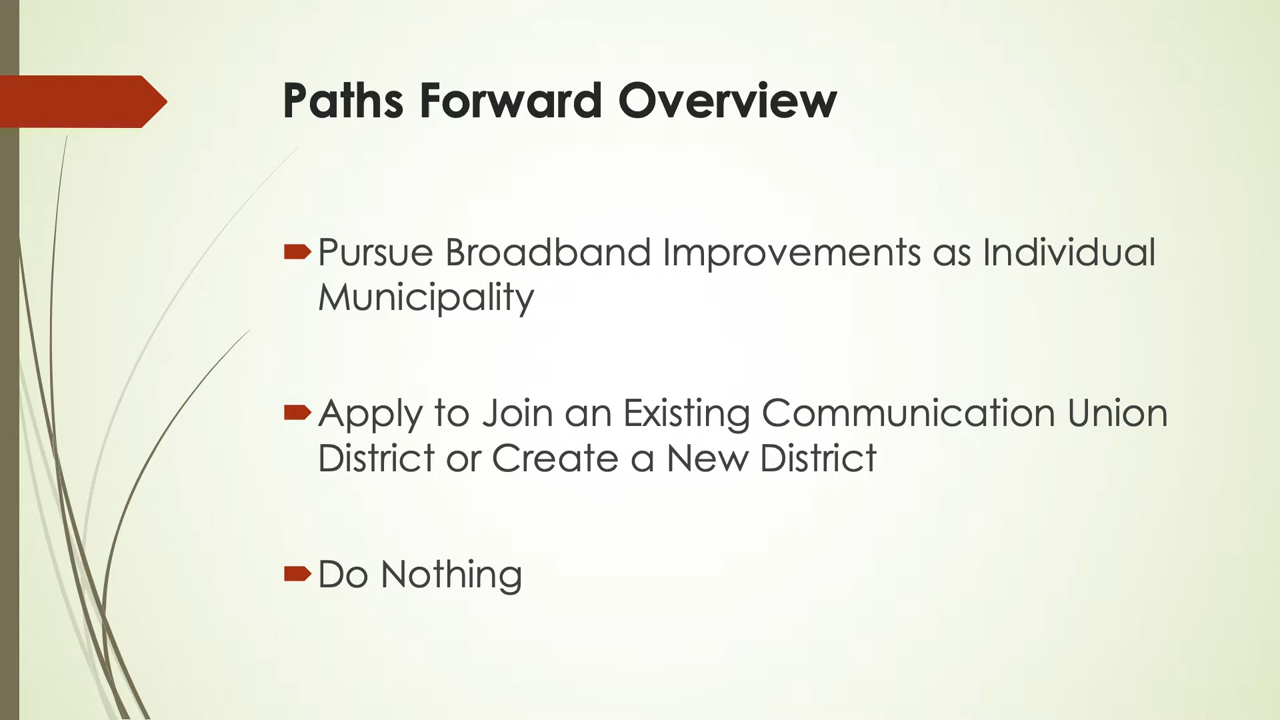 Paths Forward Overview
Pursue Broadband Improvements as Individual
Municipality
Apply to Join an Existing Communication Union
District or Create a New District
Do Nothing